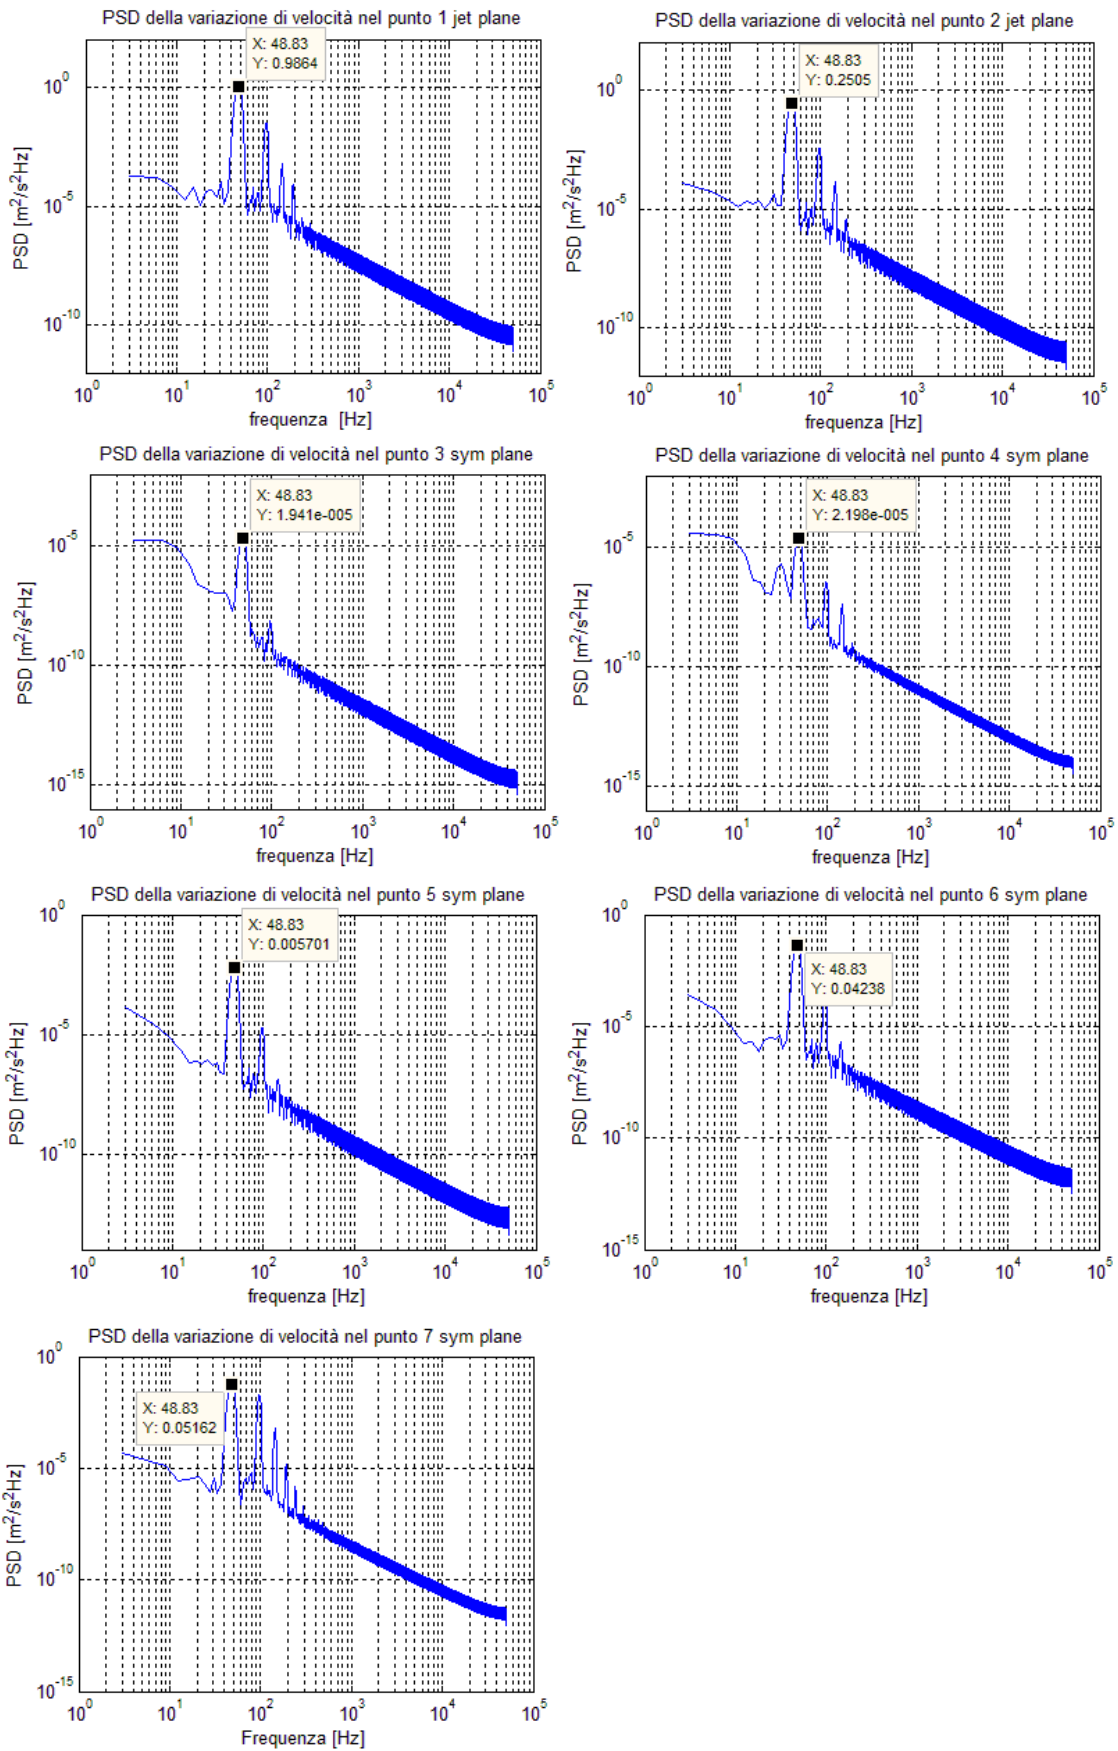 PSD della variazione di velocità nel punto 1 jet plane
X: 48.83
Y: 0.9864
10^0
10^-5
10^-10
PSD [m^2/s^2Hz]
10^0 10^1 10^2 10^3 10^4 10^5
frequenza [Hz]
PSD della variazione di velocità nel punto 2 jet plane
X: 48.83
Y: 0.2505
10^0
10^-5
10^-10
PSD [m^2/s^2Hz]
10^0 10^1 10^2 10^3 10^4 10^5
frequenza [Hz]
PSD della variazione di velocità nel punto 3 sym plane
X: 48.83
Y: 1.941e-005
10^-5
10^-10
10^-15
PSD [m^2/s^2Hz]
10^0 10^1 10^2 10^3 10^4 10^5
frequenza [Hz]
PSD della variazione di velocità nel punto 4 sym plane
X: 48.83
Y: 2.198e-005
10^-5
10^-10
10^-15
PSD [m^2/s^2Hz]
10^0 10^1 10^2 10^3 10^4 10^5
frequenza [Hz]
PSD della variazione di velocità nel punto 5 sym plane
X: 48.83
Y: 0.005701
10^0
10^-5
10^-10
PSD [m^2/s^2Hz]
10^0 10^1 10^2 10^3 10^4 10^5
frequenza [Hz]
PSD della variazione di velocità nel punto 6 sym plane
X: 48.83
Y: 0.04238
10^0
10^-5
10^-10
10^-15
PSD [m^2/s^2Hz]
10^0 10^1 10^2 10^3 10^4 10^5
frequenza [Hz]
PSD della variazione di velocità nel punto 7 sym plane
X: 48.83
Y: 0.05162
10^0
10^-5
10^-10
10^-15
PSD [m^2/s^2Hz]
10^0 10^1 10^2 10^3 10^4 10^5
Frequenza [Hz]